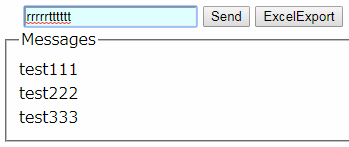 rrrrrtttttt Send ExcelExport
Messages
test111
test222
test333